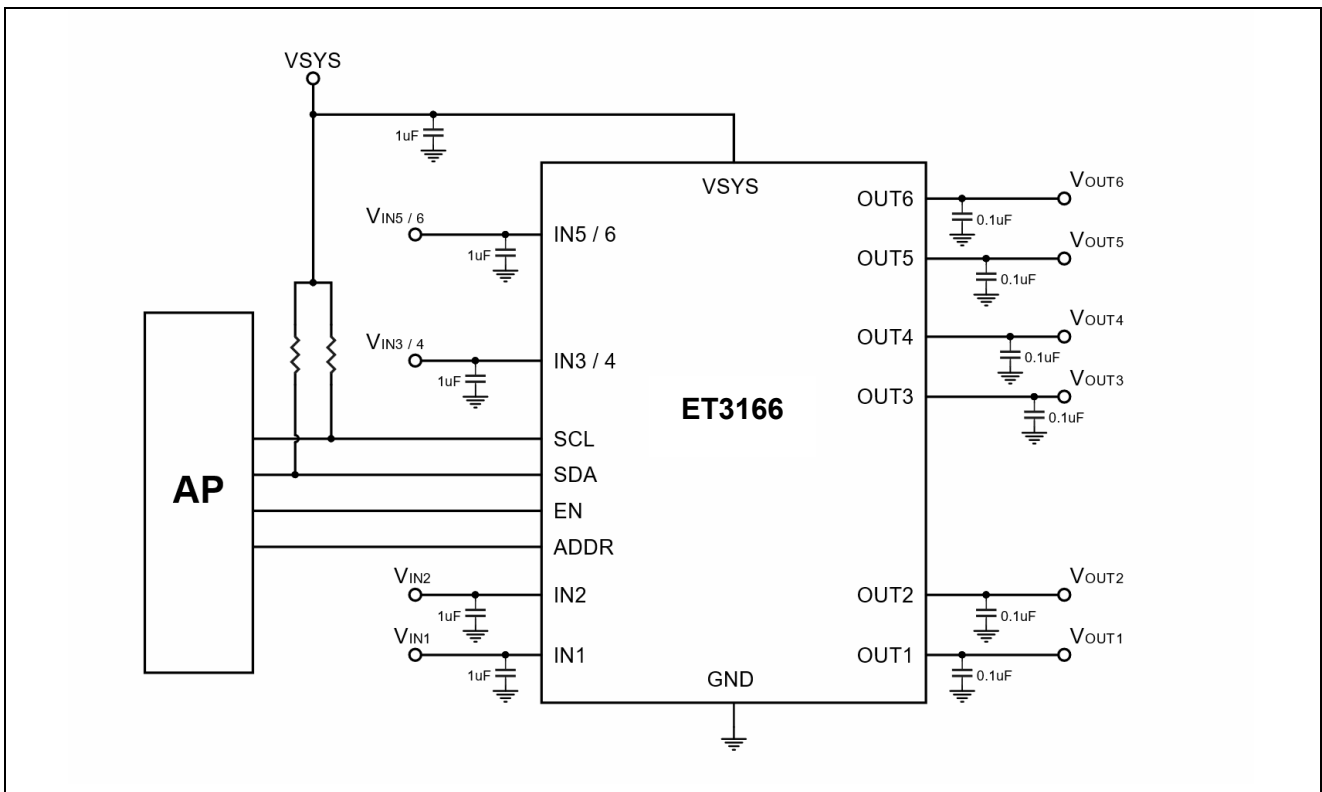 VSYS
1uF
VSYS
VIN5 / 6
1uF
IN5 / 6
VIN3 / 4
1uF
IN3 / 4
AP
SCL
SDA
EN
ADDR
VIN2
1uF
IN2
VIN1
1uF
IN1
ET3166
GND
OUT6
0.1uF
VOUT6
OUT5
0.1uF
VOUT5
OUT4
0.1uF
VOUT4
OUT3
0.1uF
VOUT3
OUT2
0.1uF
VOUT2
OUT1
0.1uF
VOUT1